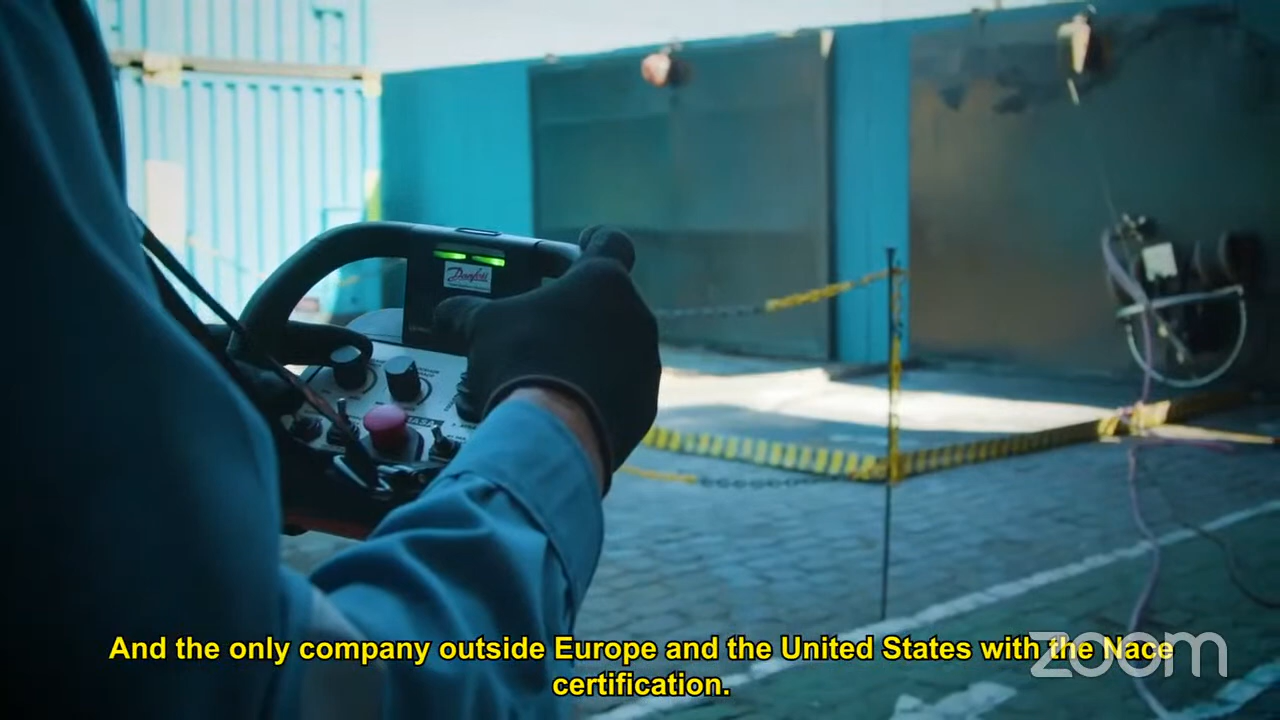 Danfoss
And the only company outside Europe and the United States with the Nace
certification.
zoom